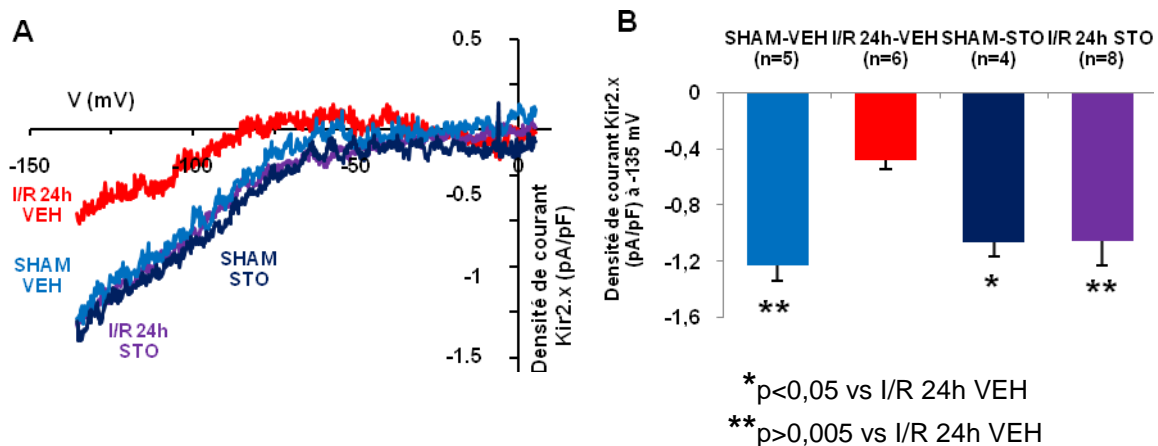 A
0.5
V (mV)
-150
-100
-50
0
-0.5
-1
-1.5
I/R 24h
VEH
SHAM
VEH
SHAM
STO
I/R 24h
STO
Densité de courant
Kir2.x (pA/pF)
B
SHAM-VEH I/R 24h-VEH SHAM-STO I/R 24h STO
(n=5) (n=6) (n=4) (n=8)
0
-0,4
-0,8
-1,2
-1,6
Densité de courant Kir2.x
(pA/pF) à -135 mV
**
*
**
*p<0,05 vs I/R 24h VEH
**p>0,005 vs I/R 24h VEH